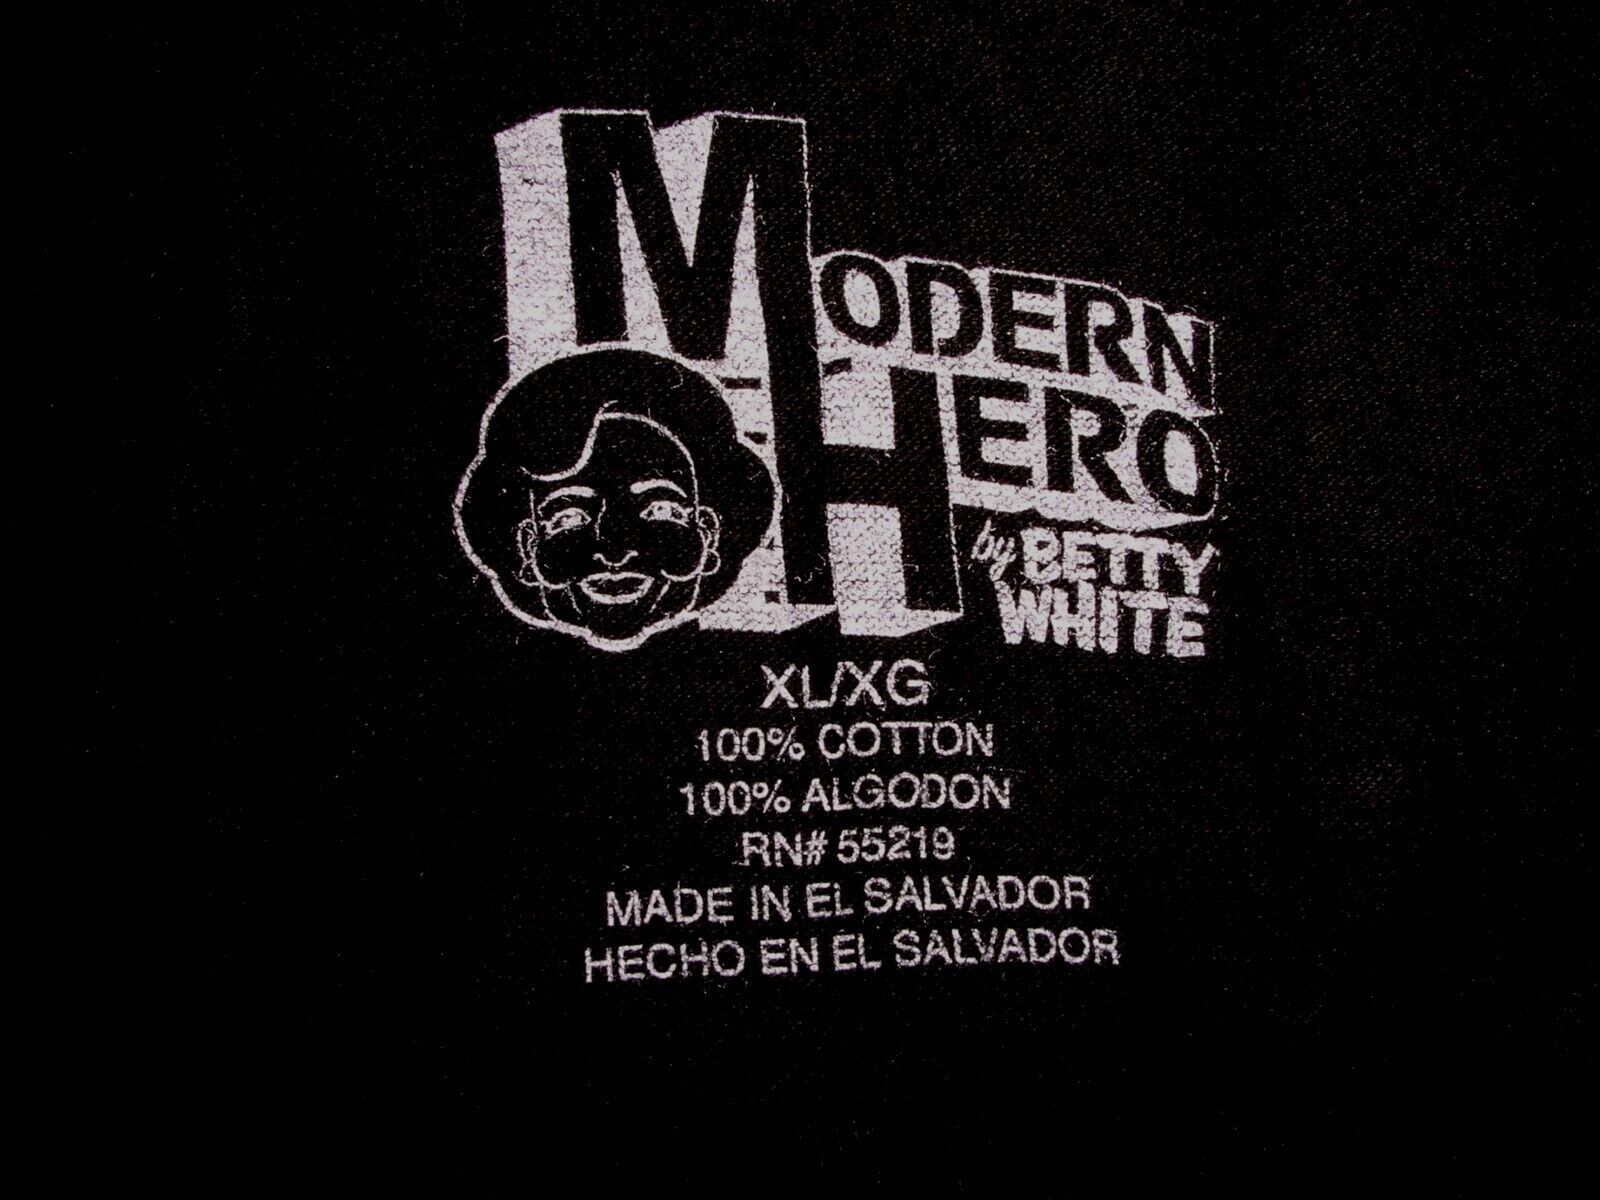 MODERN
HERO
by BETTY
WHITE
XL/XG
100% COTTON
100% ALGODON
RN# 55219
MADE IN EL SALVADOR
HECHO EN EL SALVADOR